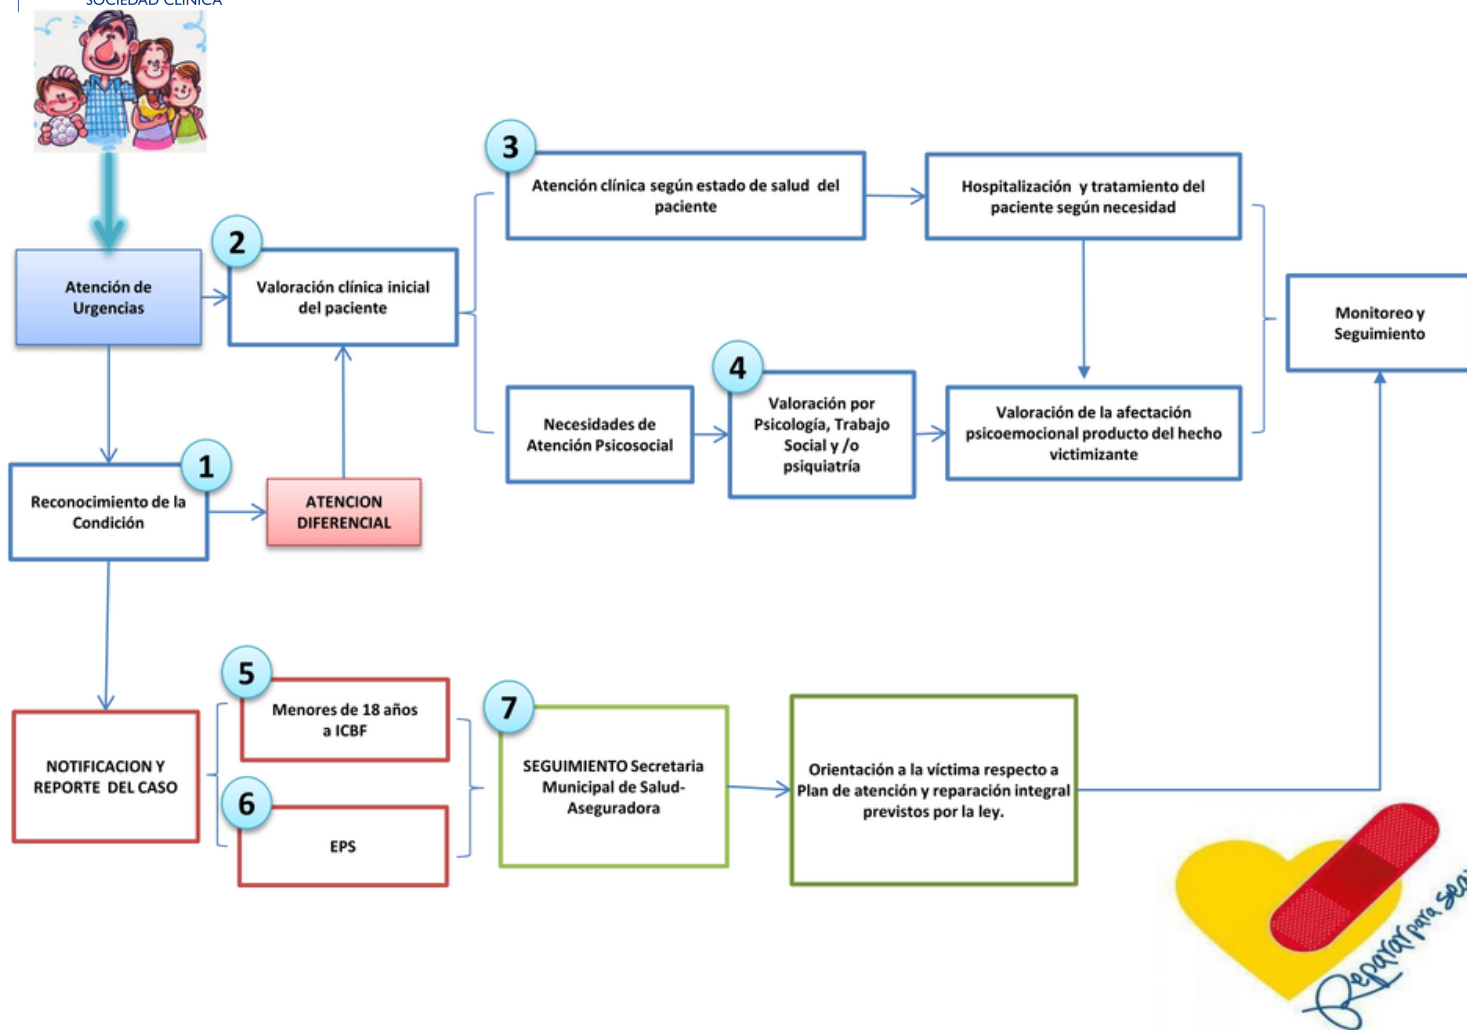 SOCIEDAD CLINICA
3
Atención clínica según estado de salud del
paciente
Hospitalización y tratamiento del
paciente según necesidad
2
Atención de
Urgencias
Valoración clínica inicial
del paciente
Monitoreo y
Seguimiento
4
Necesidades de
Atención Psicosocial
Valoración por
Psicología, Trabajo
Social y /o
psiquiatría
Valoración de la afectación
psicoemocional producto del hecho
victimizante
1
Reconocimiento de la
Condición
ATENCION
DIFERENCIAL
5
Menores de 18 años
a ICBF
NOTIFICACION Y
REPORTE DEL CASO
6
EPS
7
SEGUIMIENTO Secretaria
Municipal de Salud-
Aseguradora
Orientación a la víctima respecto a
Plan de atención y reparación integral
previstos por la ley.
Reparar para